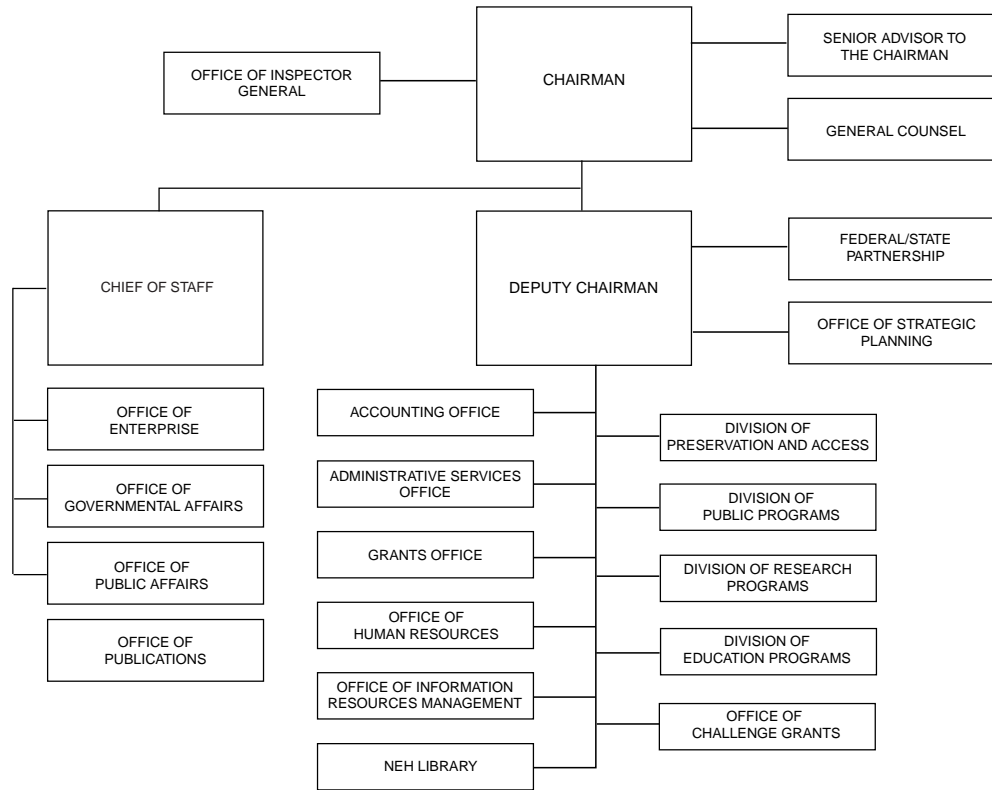 CHAIRMAN
OFFICE OF INSPECTOR
GENERAL
SENIOR ADVISOR TO
THE CHAIRMAN
GENERAL COUNSEL
CHIEF OF STAFF
DEPUTY CHAIRMAN
FEDERAL/STATE
PARTNERSHIP
OFFICE OF STRATEGIC
PLANNING
OFFICE OF
ENTERPRISE
OFFICE OF
GOVERNMENTAL AFFAIRS
OFFICE OF
PUBLIC AFFAIRS
OFFICE OF
PUBLICATIONS
ACCOUNTING OFFICE
ADMINISTRATIVE SERVICES
OFFICE
GRANTS OFFICE
OFFICE OF
HUMAN RESOURCES
OFFICE OF INFORMATION
RESOURCES MANAGEMENT
NEH LIBRARY
DIVISION OF
PRESERVATION AND ACCESS
DIVISION OF
PUBLIC PROGRAMS
DIVISION OF RESEARCH
PROGRAMS
DIVISION OF
EDUCATION PROGRAMS
OFFICE OF
CHALLENGE GRANTS